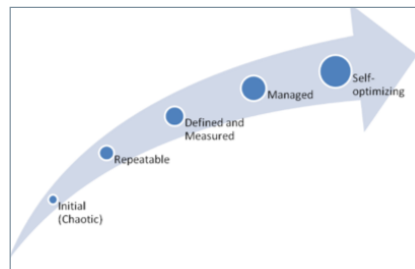 Self-
optimizing
Managed
Defined and
Measured
Repeatable
Initial
(Chaotic)